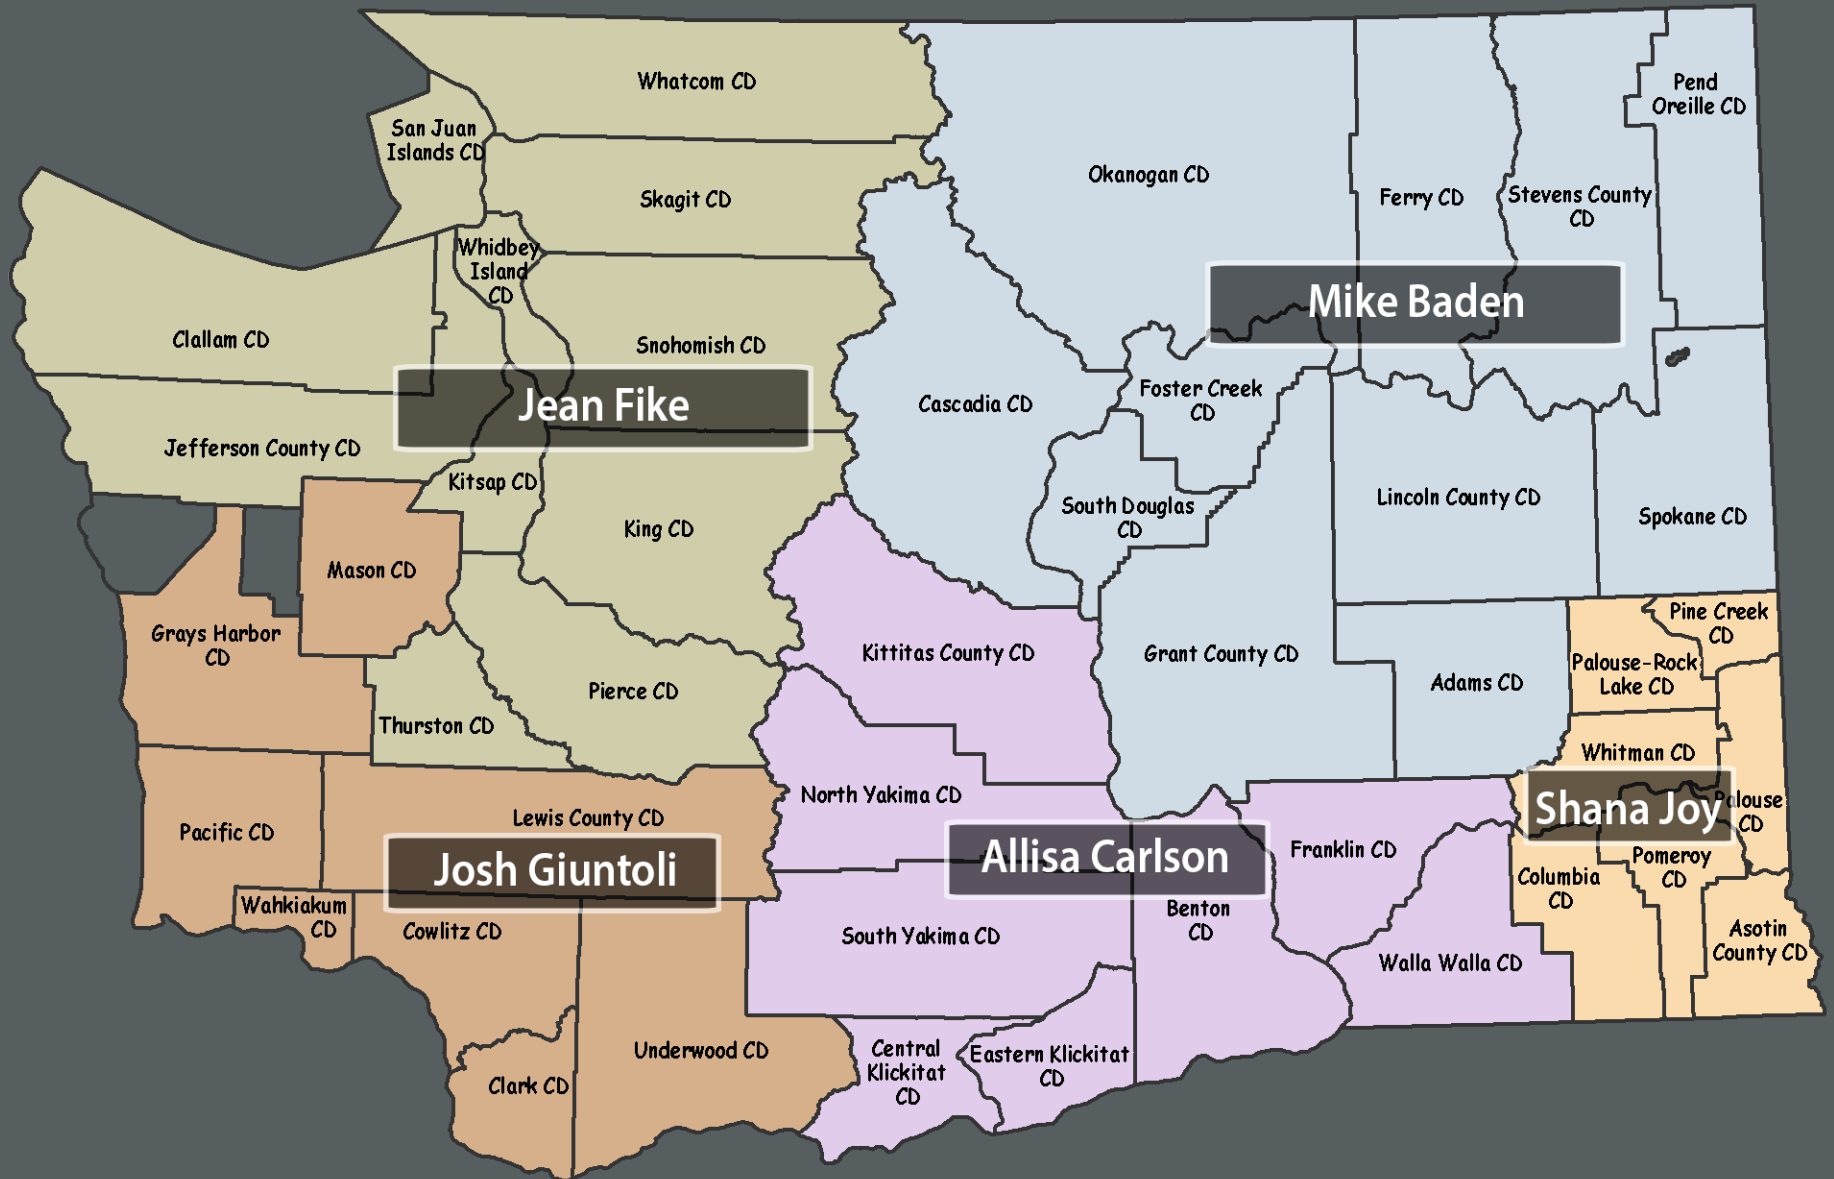 Whatcom CD
San Juan
Islands CD
Skagit CD
Whidbey
Island
CD
Clallam CD
Snohomish CD
Jean Fike
Jefferson County CD
Kitsap CD
King CD
Pierce CD
Thurston CD
Okanogan CD
Ferry CD
Stevens County
CD
Pend
Oreille CD
Mike Baden
Cascadia CD
Foster Creek
CD
South Douglas
CD
Lincoln County CD
Spokane CD
Grant County CD
Adams CD
Mason CD
Grays Harbor
CD
Pacific CD
Lewis County CD
Josh Giuntoli
Wahkiakum
CD
Cowlitz CD
Clark CD
Underwood CD
Kittitas County CD
North Yakima CD
Allisa Carlson
South Yakima CD
Benton
CD
Franklin CD
Walla Walla CD
Central
Klickitat
CD
Eastern Klickitat
CD
Pine Creek
CD
Palouse-Rock
Lake CD
Whitman CD
Shana Joy
Palouse
CD
Pomeroy
CD
Columbia
CD
Asotin
County CD